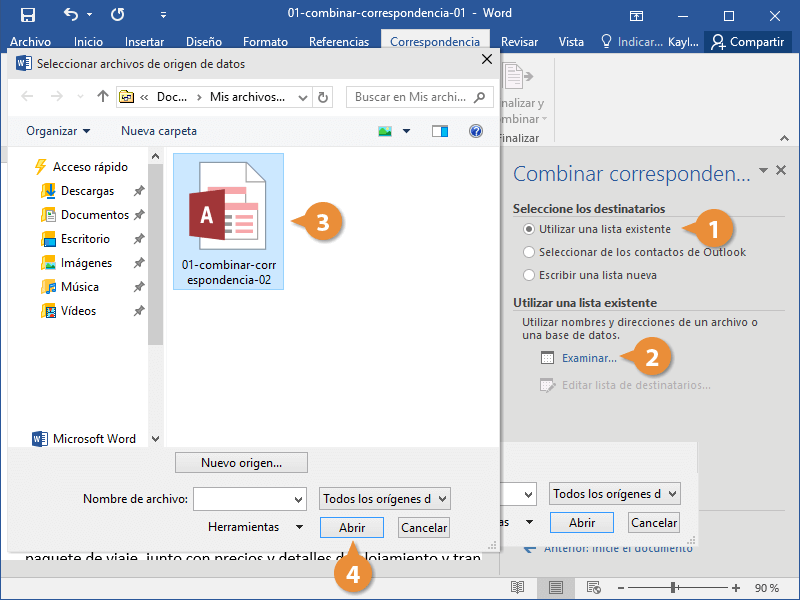 01-combinar-correspondencia-01 - Word
Archivo Inicio Insertar Diseño Formato Referencias Correspondencia Revisar Vista Indicar... Kayl... Compartir
Seleccionar archivos de origen de datos
« Doc... › Mis archivos...
Buscar en Mis archi...
Organizar
Nueva carpeta
Acceso rápido
Descargas
Documentos
Escritorio
Imágenes
Música
Vídeos
Microsoft Word
A
01-combinar-corr
espondencia-02
3
Nuevo origen...
Nombre de archivo:
Todos los orígenes d
Herramientas
Abrir
Cancelar
4
nalizar y
ombinar
inalizar
Combinar corresponden...
Seleccione los destinatarios
Utilizar una lista existente
1
Seleccionar de los contactos de Outlook
Escribir una lista nueva
Utilizar una lista existente
Utilizar nombres y direcciones de un archivo o
una base de datos.
Examinar...
2
Editar lista de destinatarios...
Todos los orígenes d
as
Abrir
Cancelar
Anterior: Inicie el documento
paquete de viaje, junto con precios y detalles de alojamiento y tran
90 %